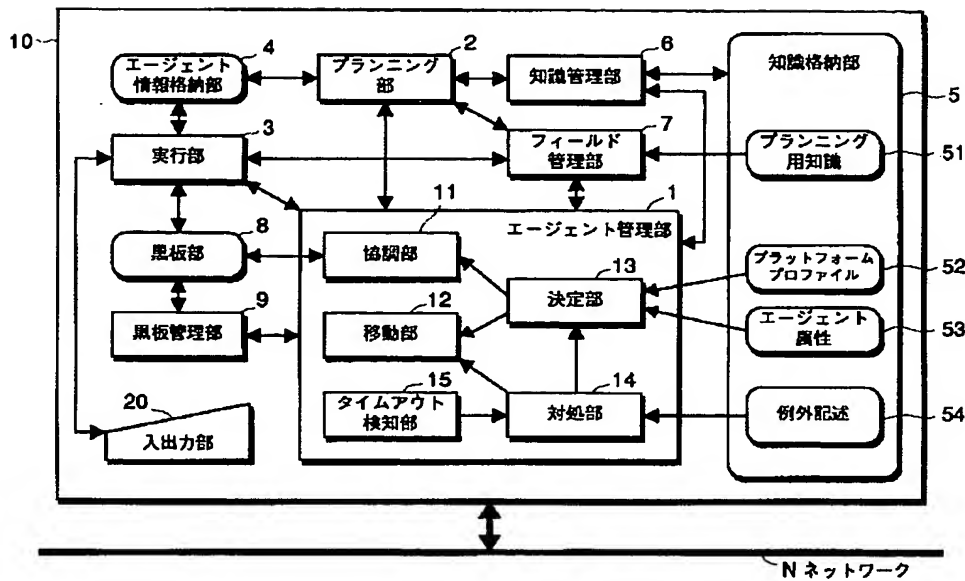 10
4
エージェント
情報格納部
2
プランニング
部
6
知識管理部
知識格納部
5
3
実行部
7
フィールド
管理部
プランニング
用知識
51
1
エージェント管理部
11
協調部
8
黒板部
13
決定部
プラットフォーム
プロファイル
52
12
移動部
9
黒板管理部
エージェント
属性
53
15
タイムアウト
検知部
14
対処部
例外記述
54
20
入出力部
N ネットワーク